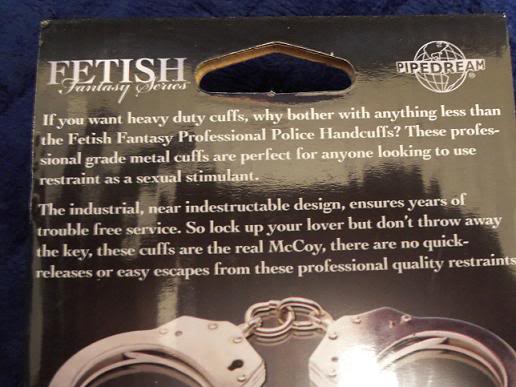 FETISH
Fantasy Series
PIPEDREAM®
If you want heavy duty cuffs, why bother with anything less than
the Fetish Fantasy Professional Police Handcuffs? These profes-
sional grade metal cuffs are perfect for anyone looking to use
restraint as a sexual stimulant.
The industrial, near indestructable design, ensures years of
trouble free service. So lock up your lover but don't throw away
the key, these cuffs are the real McCoy, there are no quick-
releases or easy escapes from these professional quality restraints